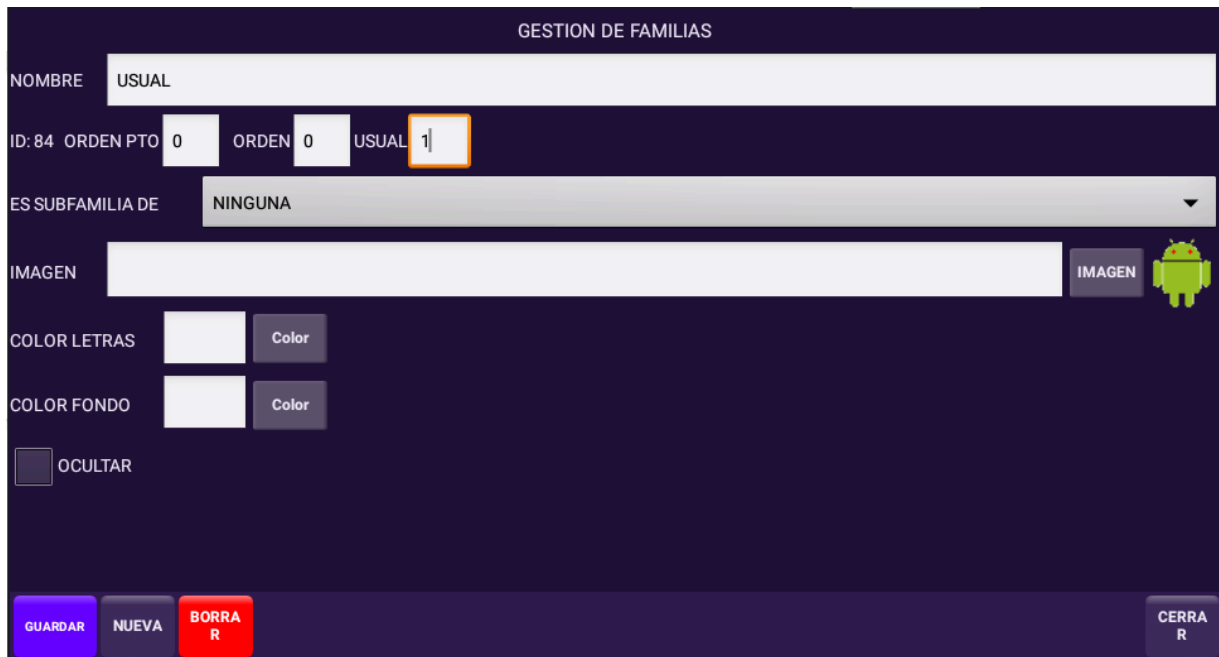 GESTION DE FAMILIAS
NOMBRE USUAL
ID: 84 ORDEN PTO 0 ORDEN 0 USUAL 1
ES SUBFAMILIA DE NINGUNA
IMAGEN IMAGEN
COLOR LETRAS Color
COLOR FONDO Color
OCULTAR
GUARDAR NUEVA BORRA
R CERRA
R